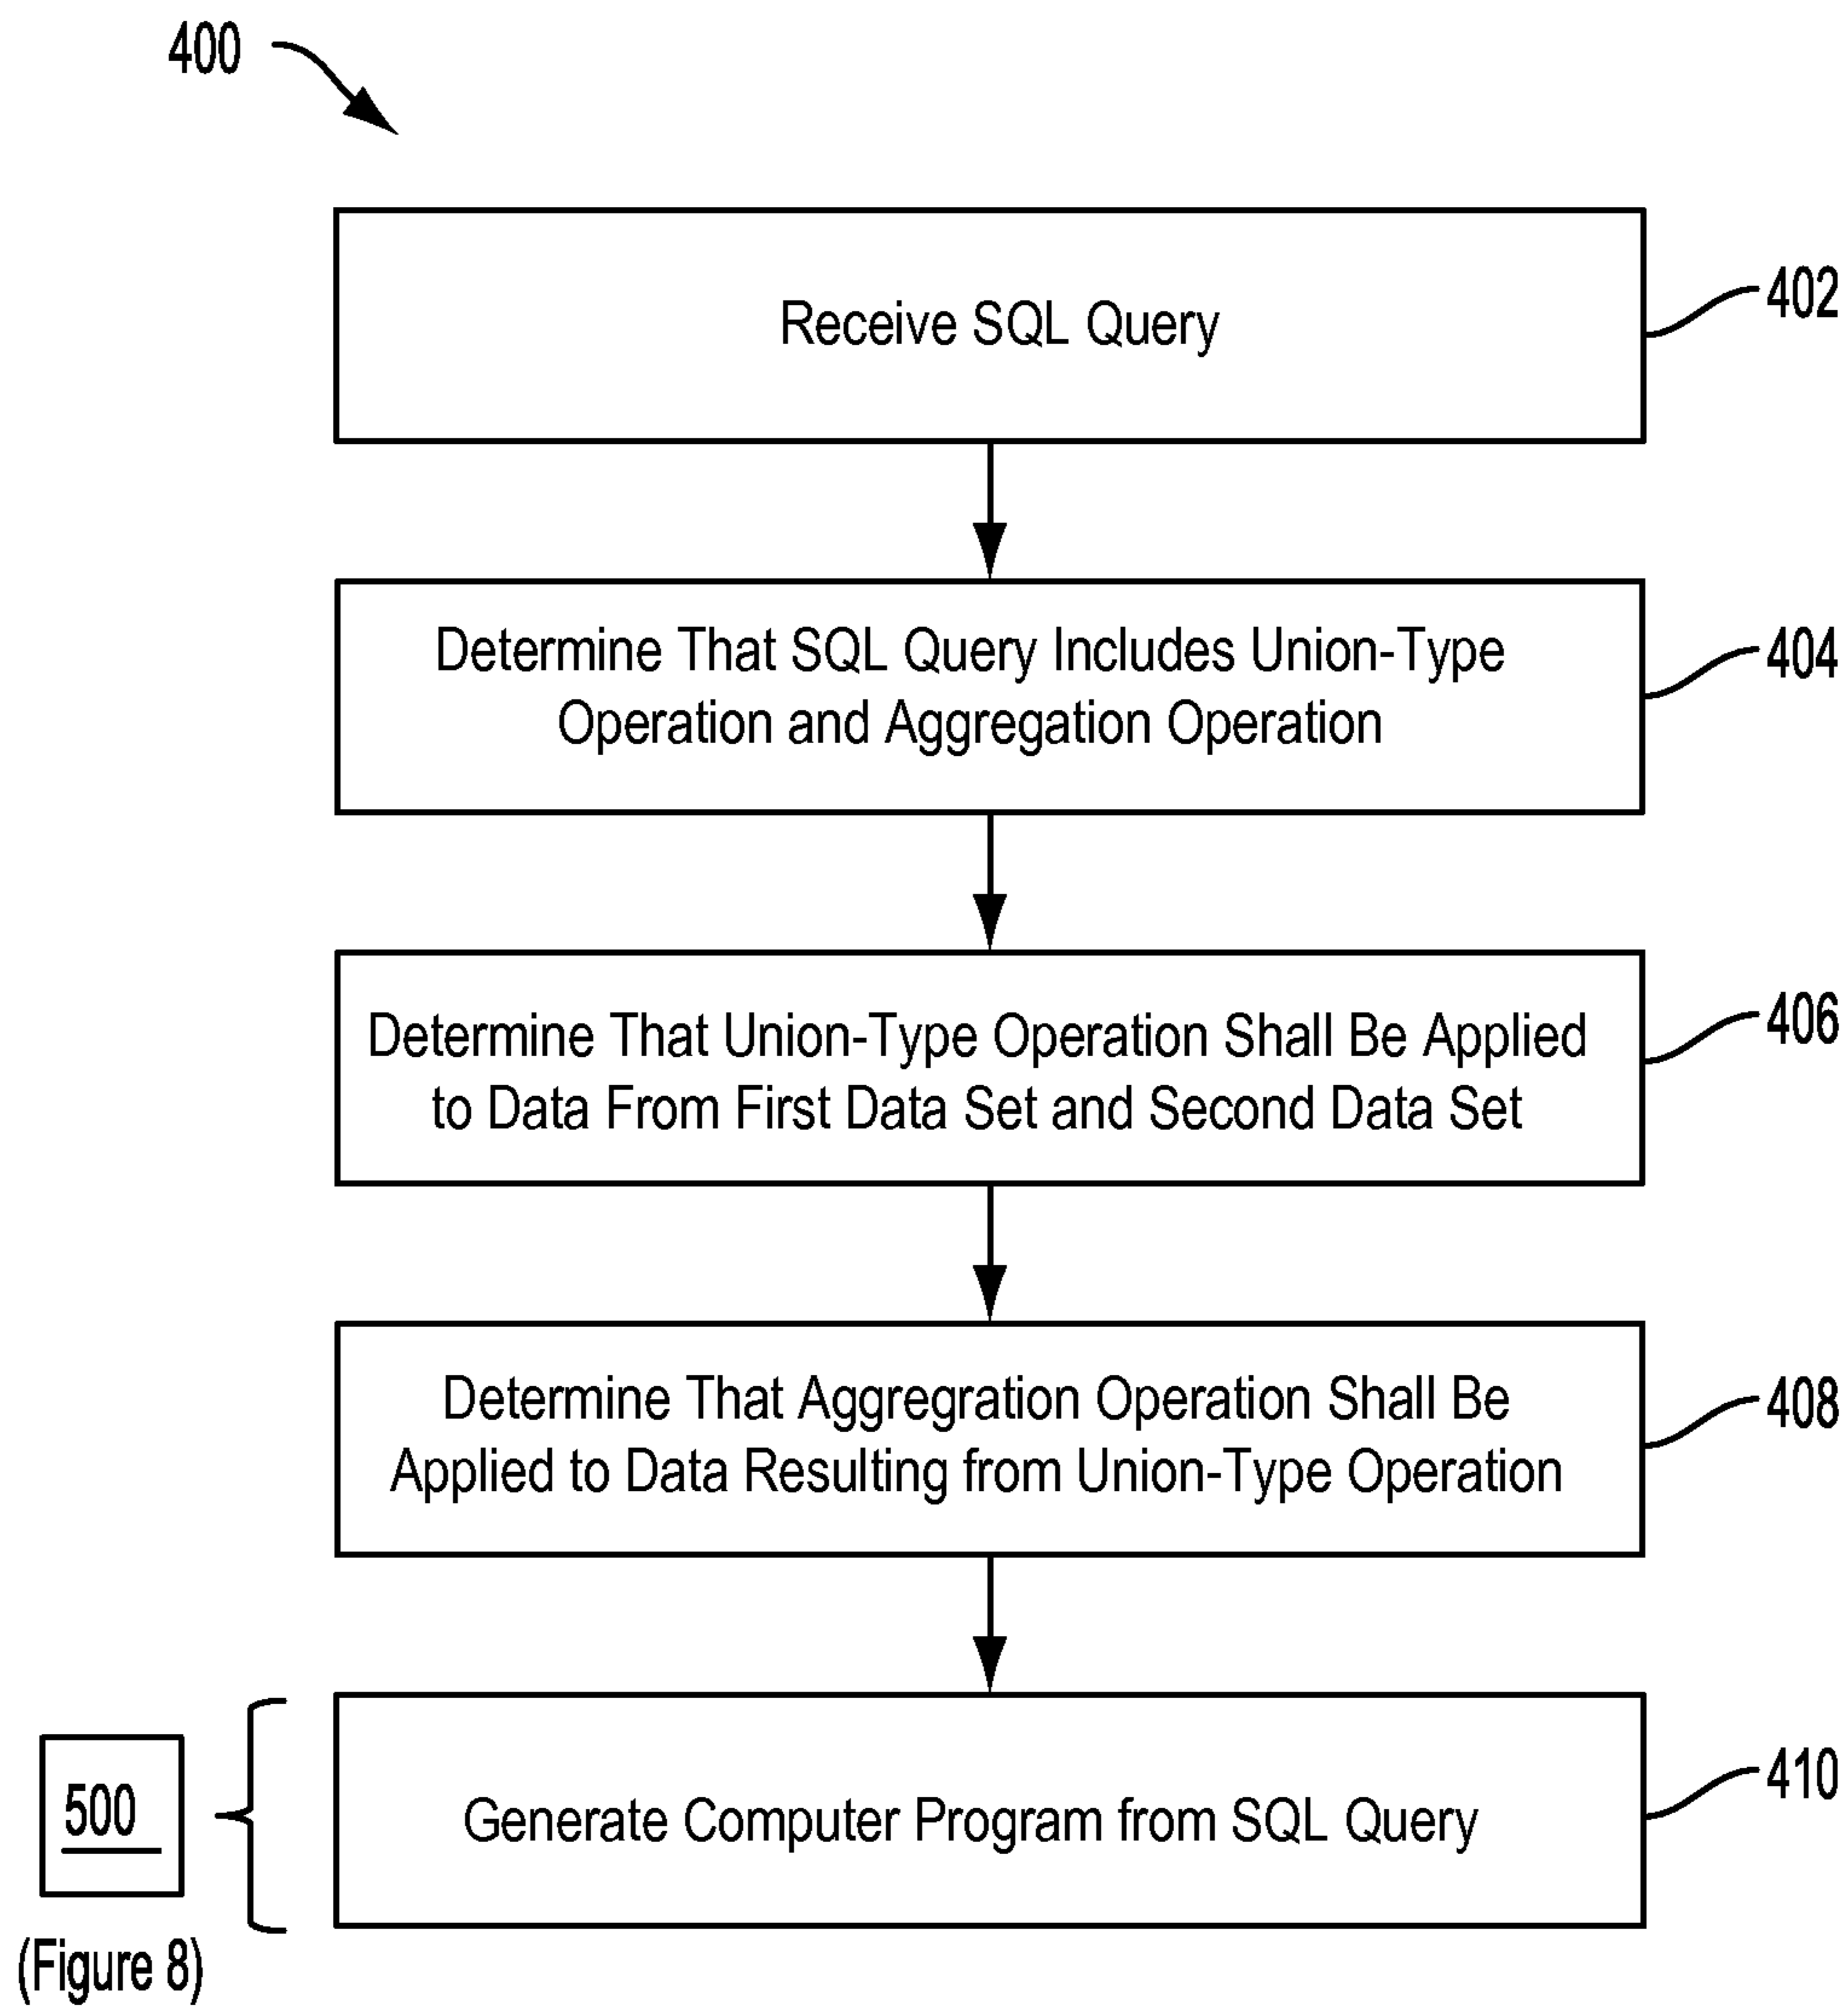 400
Receive SQL Query
402
Determine That SQL Query Includes Union-Type
Operation and Aggregation Operation
404
Determine That Union-Type Operation Shall Be Applied
to Data From First Data Set and Second Data Set
406
Determine That Aggregration Operation Shall Be
Applied to Data Resulting from Union-Type Operation
408
Generate Computer Program from SQL Query
410
500
(Figure 8)